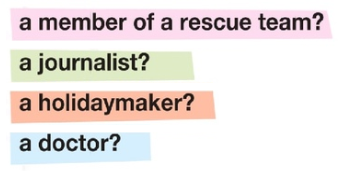 a member of a rescue team?
a journalist?
a holidaymaker?
a doctor?